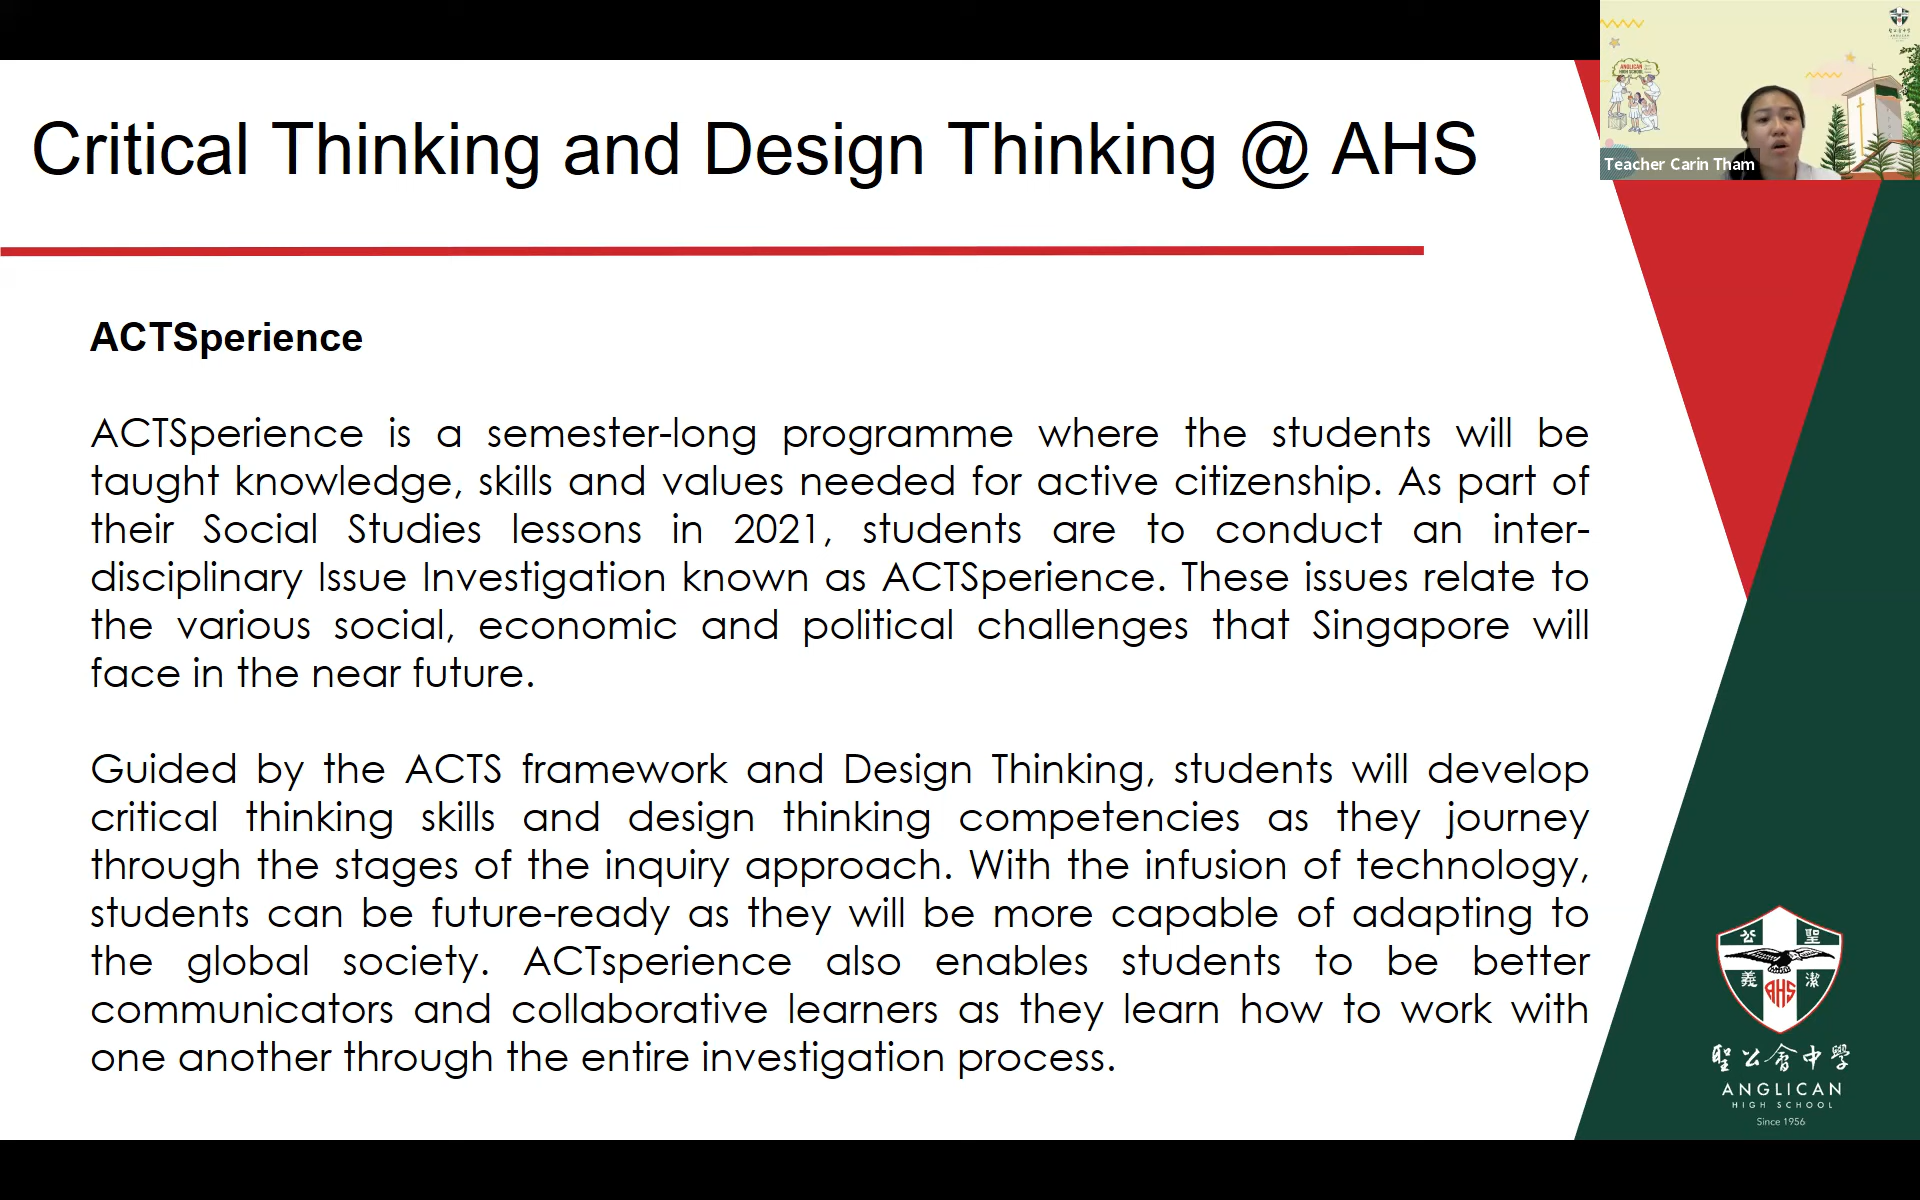 Critical Thinking and Design Thinking @ AHS
Teacher Carin Tham
ANGLICAN
HIGH SCHOOL
ACTSperience
ACTSperience is a semester-long programme where the students will be
taught knowledge, skills and values needed for active citizenship. As part of
their Social Studies lessons in 2021, students are to conduct an inter-
disciplinary Issue Investigation known as ACTSperience. These issues relate to
the various social, economic and political challenges that Singapore will
face in the near future.
Guided by the ACTS framework and Design Thinking, students will develop
critical thinking skills and design thinking competencies as they journey
through the stages of the inquiry approach. With the infusion of technology,
students can be future-ready as they will be more capable of adapting to
the global society. ACTsperience also enables students to be better
communicators and collaborative learners as they learn how to work with
one another through the entire investigation process.
公 聖
義 潔
AHS
聖公會中學
ANGLICAN
HIGH SCHOOL
Since 1956